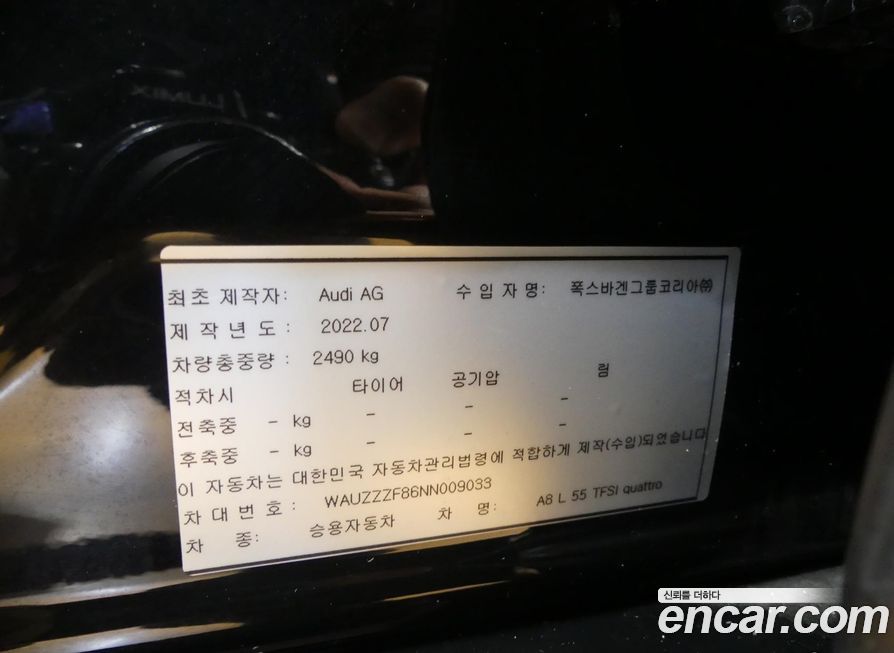 LUMIX
최초 제작자: Audi AG 수 입 자 명: 폭스바겐그룹코리아㈜
제 작 년 도 : 2022.07
차량총중량 : 2490 kg
적차시 타이어 공기압 림
전축중 - kg - - -
후축중 - kg - - -
이 자동차는 대한민국 자동차관리법령에 적합하게 제작(수입)되었습니다
차 대 번 호 : WAUZZZF86NN009033
차 종: 승용자동차 차 명: A8 L 55 TFSI quattro
신뢰를 더하다
encar.com